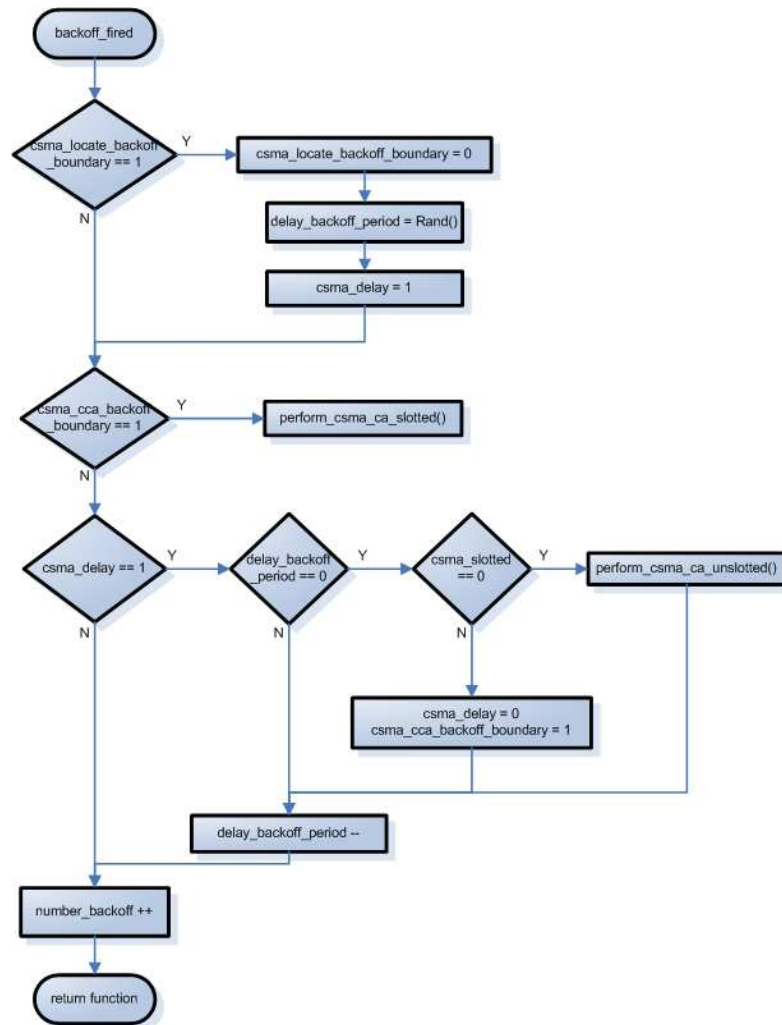 backoff_fired
csma_locate_backoff
_boundary == 1
Y
csma_locate_backoff_boundary = 0
N
delay_backoff_period = Rand()
csma_delay = 1
csma_cca_backoff
_boundary == 1
Y
perform_csma_ca_slotted()
N
csma_delay == 1
Y
delay_backoff
_period == 0
Y
csma_slotted
== 0
Y
perform_csma_ca_unslotted()
N
N
N
csma_delay = 0
csma_cca_backoff_boundary = 1
delay_backoff_period --
number_backoff ++
return function